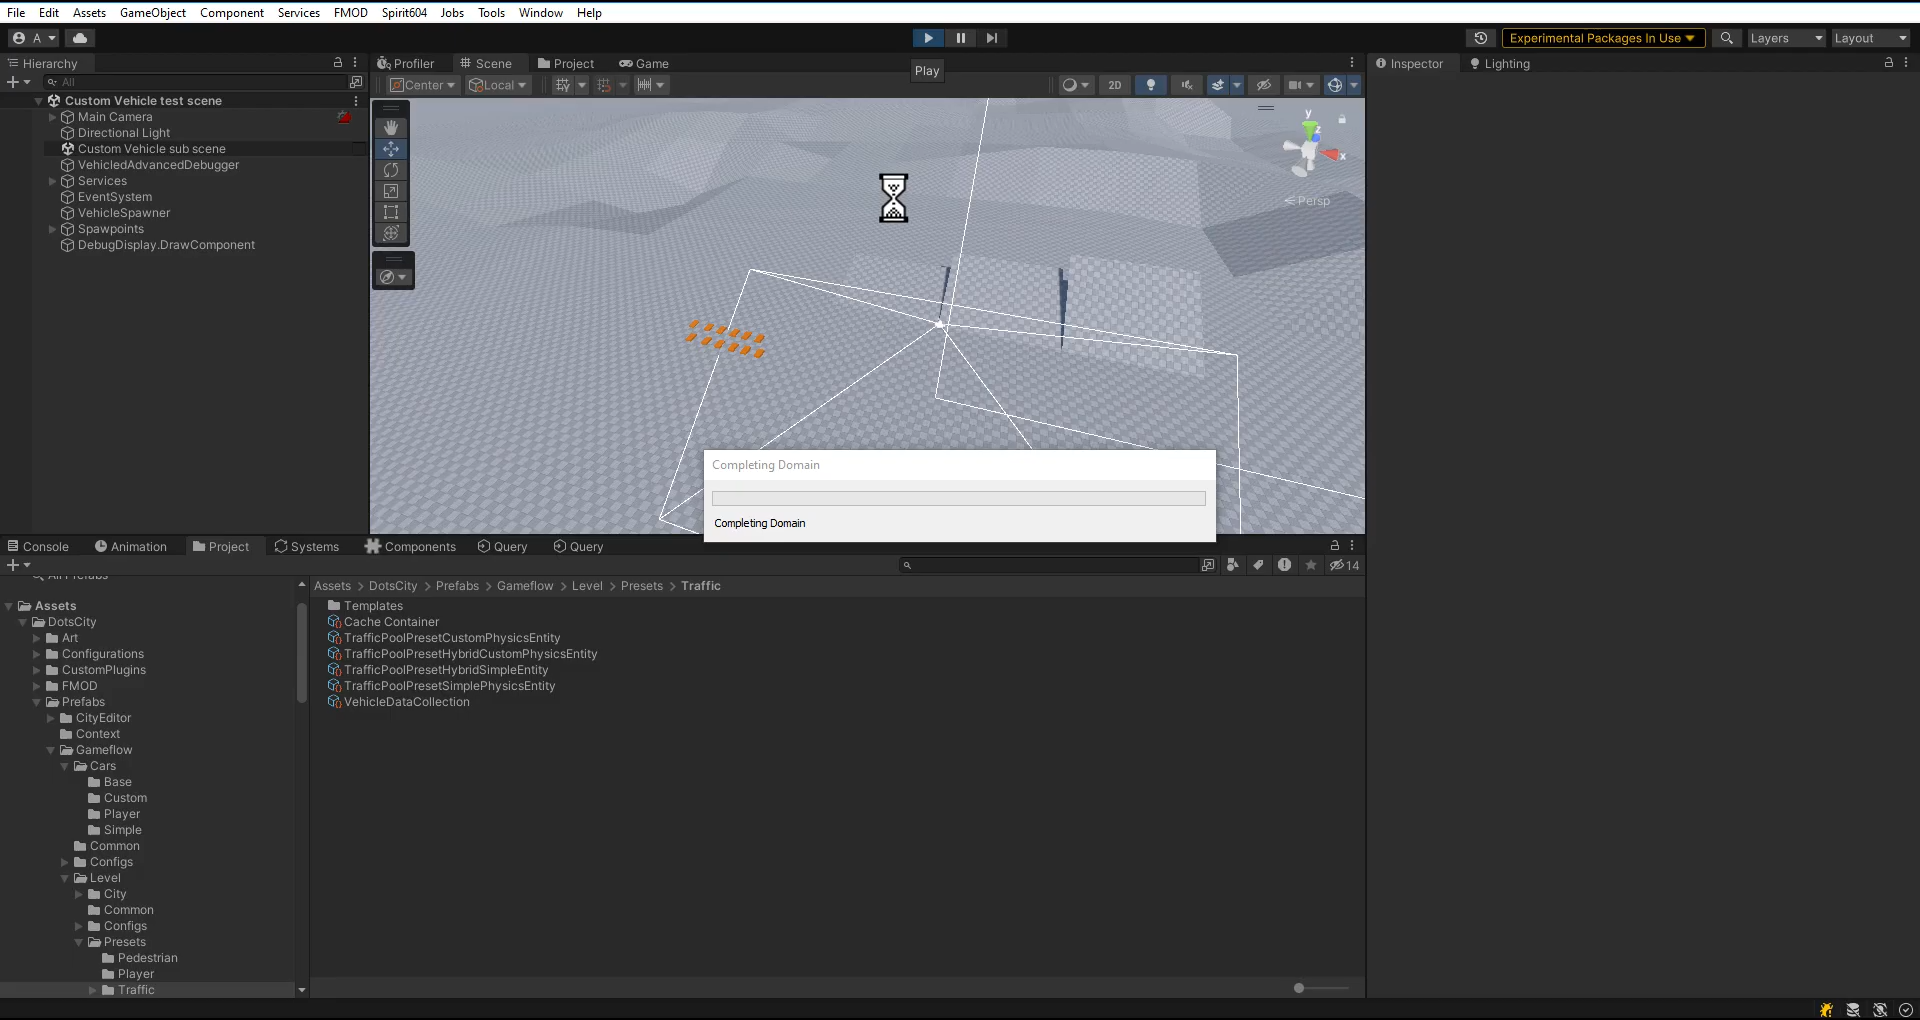 File Edit Assets GameObject Component Services FMOD Spirit604 Jobs Tools Window Help
A
Experimental Packages In Use
Layers
Layout
Hierarchy
Profiler
Scene
Project
Game
Play
Inspector
Lighting
All
Center
Local
2D
Custom Vehicle test scene
Main Camera
Directional Light
Custom Vehicle sub scene
VehicledAdvancedDebugger
Services
EventSystem
VehicleSpawner
Spawpoints
DebugDisplay.DrawComponent
y
z
x
Persp
Completing Domain
Completing Domain
Console
Animation
Project
Systems
Components
Query
Query
14
All Prefabs
Assets
DotsCity
Art
Configurations
CustomPlugins
FMOD
Prefabs
CityEditor
Context
Gameflow
Cars
Base
Custom
Player
Simple
Common
Configs
Level
City
Common
Configs
Presets
Pedestrian
Player
Traffic
Assets > DotsCity > Prefabs > Gameflow > Level > Presets > Traffic
Templates
Cache Container
TrafficPoolPresetCustomPhysicsEntity
TrafficPoolPresetHybridCustomPhysicsEntity
TrafficPoolPresetHybridSimpleEntity
TrafficPoolPresetSimplePhysicsEntity
VehicleDataCollection